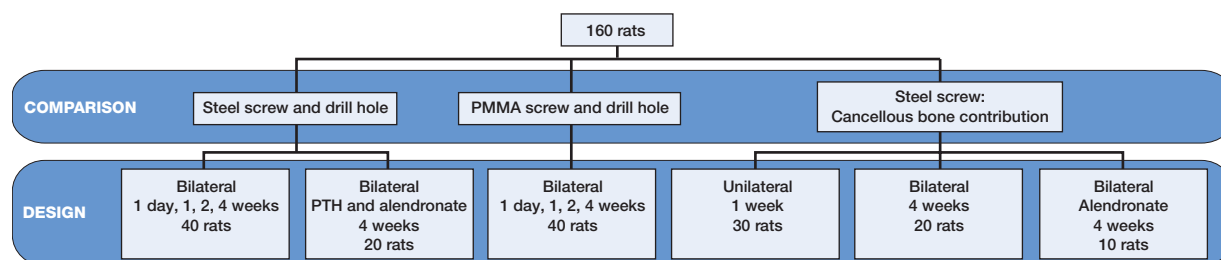 160 rats
COMPARISON
Steel screw and drill hole
PMMA screw and drill hole
Steel screw:
Cancellous bone contribution
DESIGN
Bilateral
1 day, 1, 2, 4 weeks
40 rats
Bilateral
PTH and alendronate
4 weeks
20 rats
Bilateral
1 day, 1, 2, 4 weeks
40 rats
Unilateral
1 week
30 rats
Bilateral
4 weeks
20 rats
Bilateral
Alendronate
4 weeks
10 rats